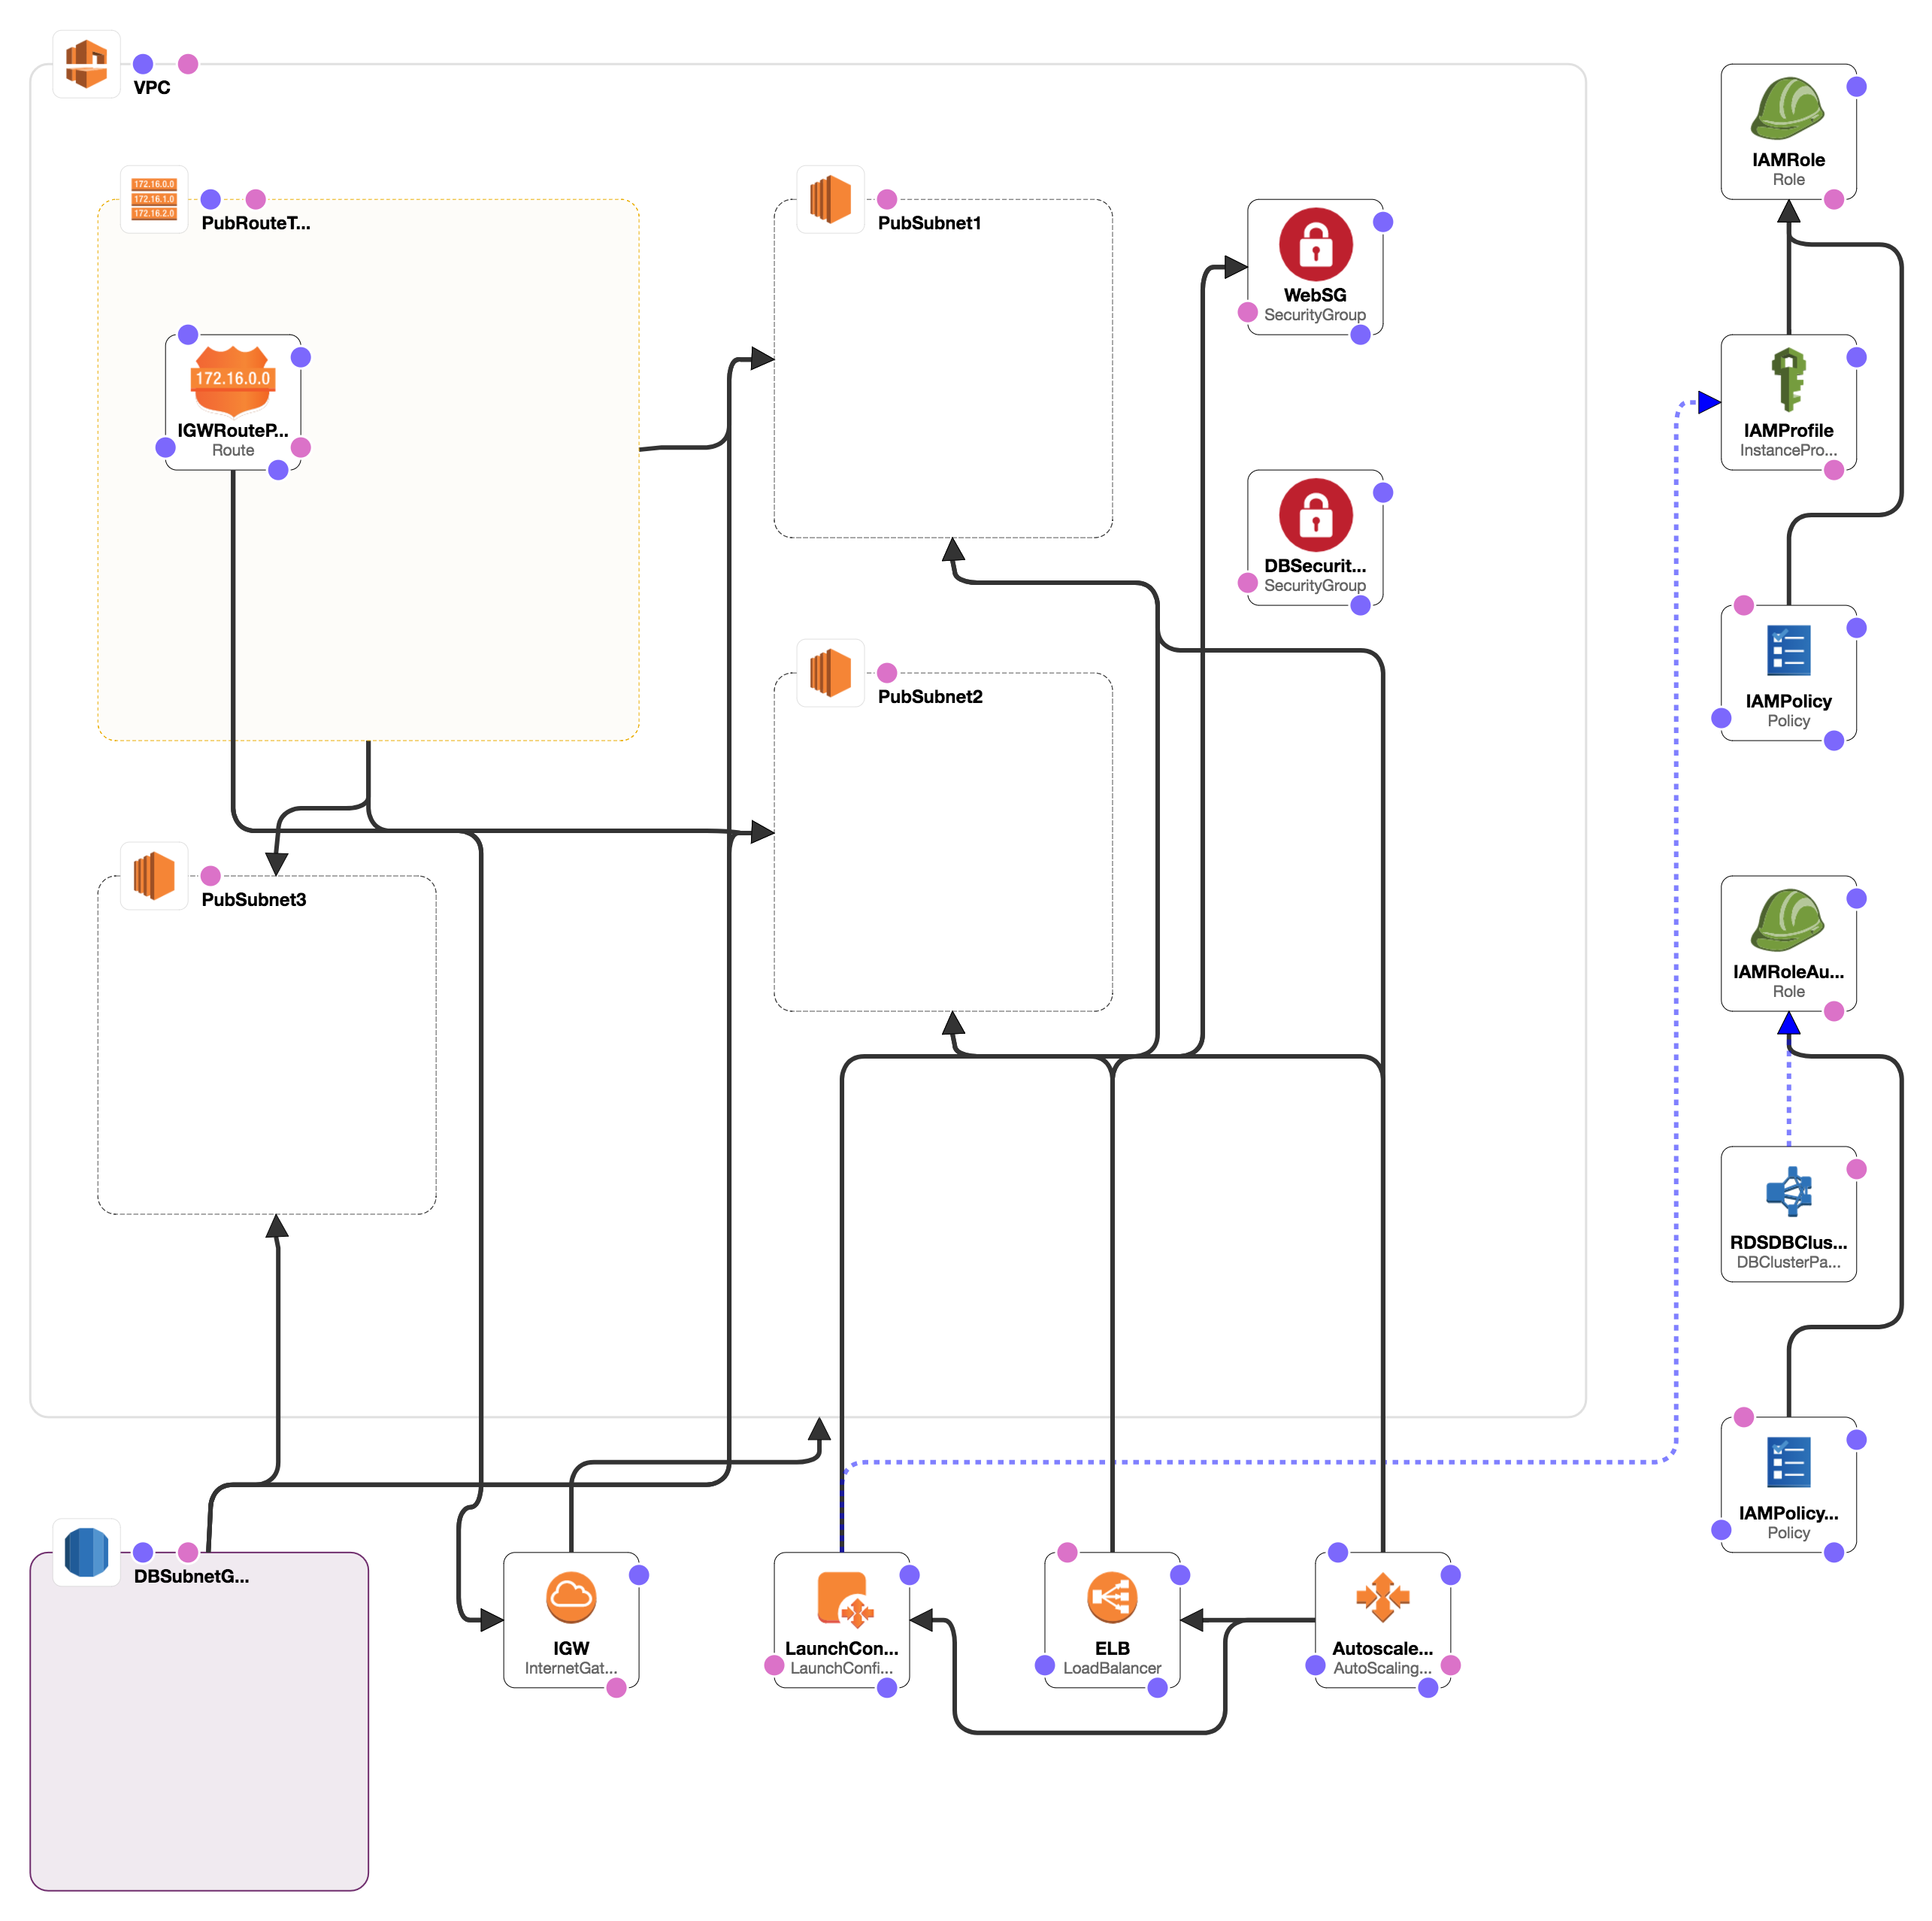 VPC
172.16.0.0
172.16.1.0
172.16.2.0
PubRouteT...
172.16.0.0
IGWRouteP...
Route
PubSubnet1
WebSG
SecurityGroup
DBSecurit...
SecurityGroup
PubSubnet2
PubSubnet3
IAMRole
Role
IAMProfile
InstancePro...
IAMPolicy
Policy
IAMRoleAu...
Role
RDSDBClus...
DBClusterPa...
IAMPolicy...
Policy
DBSubnetG...
IGW
InternetGat...
LaunchCon...
LaunchConfi...
ELB
LoadBalancer
Autoscale...
AutoScaling...